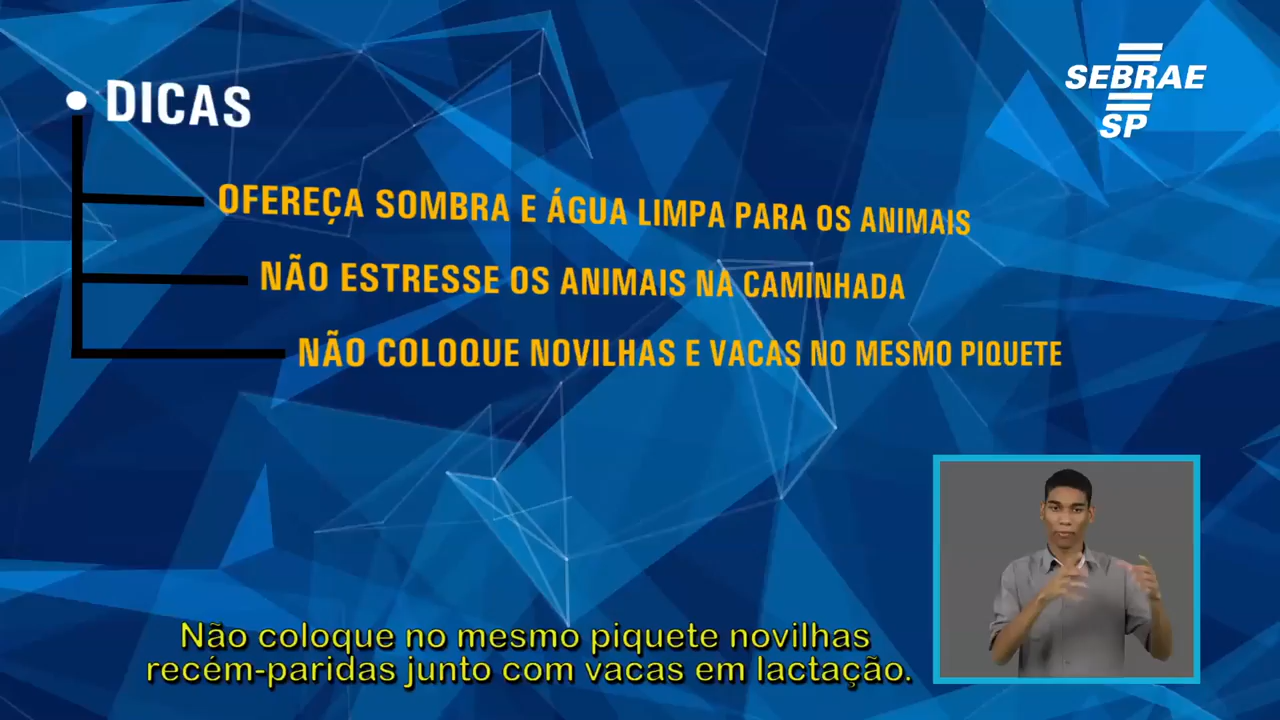 SEBRAE
SP
DICAS
OFEREÇA SOMBRA E ÁGUA LIMPA PARA OS ANIMAIS
NÃO ESTRESSE OS ANIMAIS NA CAMINHADA
NÃO COLOQUE NOVILHAS E VACAS NO MESMO PIQUETE
Não coloque no mesmo piquete novilhas
recém-paridas junto com vacas em lactação.